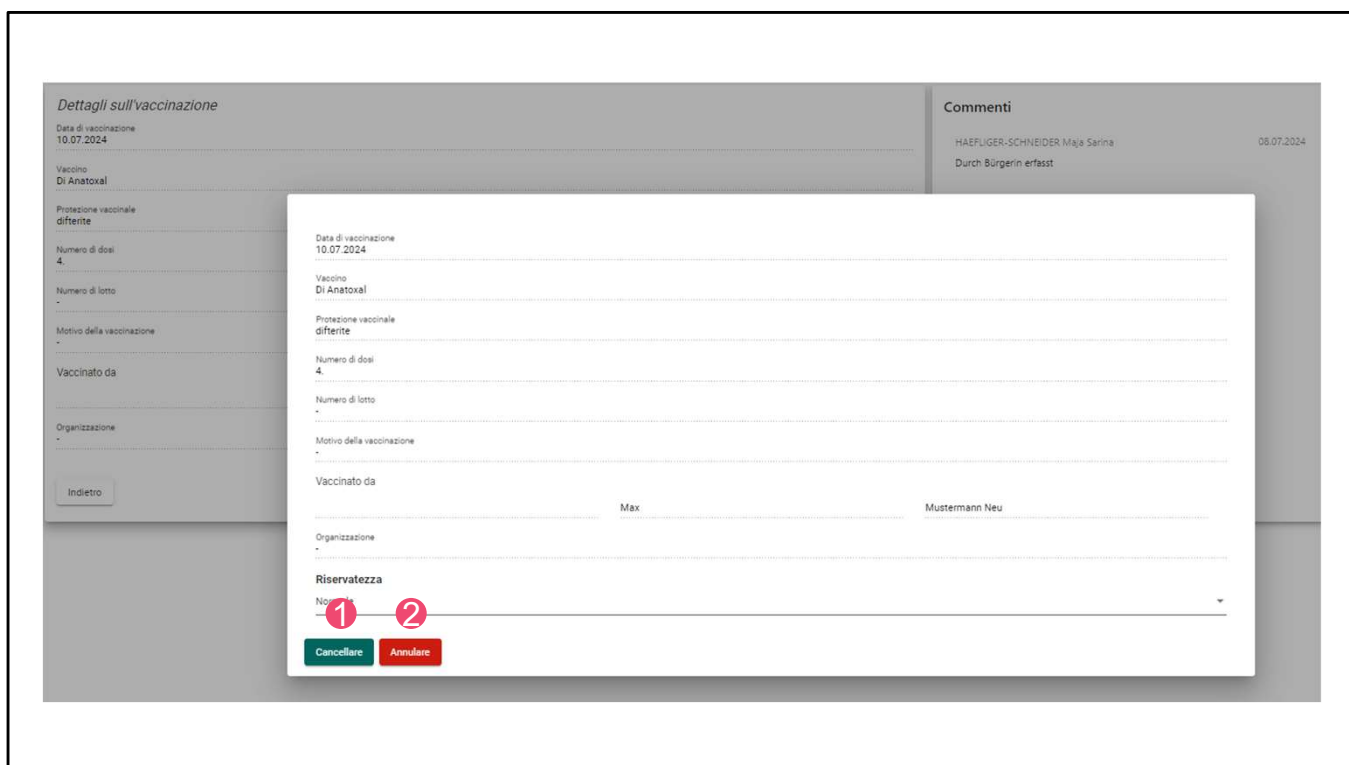 Dettagli sull'vaccinazione
Data di vaccinazione
10.07.2024
Vaccino
Di Anatoxal
Protezione vaccinale
difterite
Numero di dosi
4.
Numero di lotto
-
Motivo della vaccinazione
-
Vaccinato da
Organizzazione
-
Indietro
Commenti
HAEFLIGER-SCHNEIDER Maja Sarina 08.07.2024
Durch Bürgerin erfasst
Data di vaccinazione
10.07.2024
Vaccino
Di Anatoxal
Protezione vaccinale
difterite
Numero di dosi
4.
Numero di lotto
-
Motivo della vaccinazione
-
Vaccinato da
Max Mustermann Neu
Organizzazione
-
Riservatezza
1 2
Cancellare Annulare